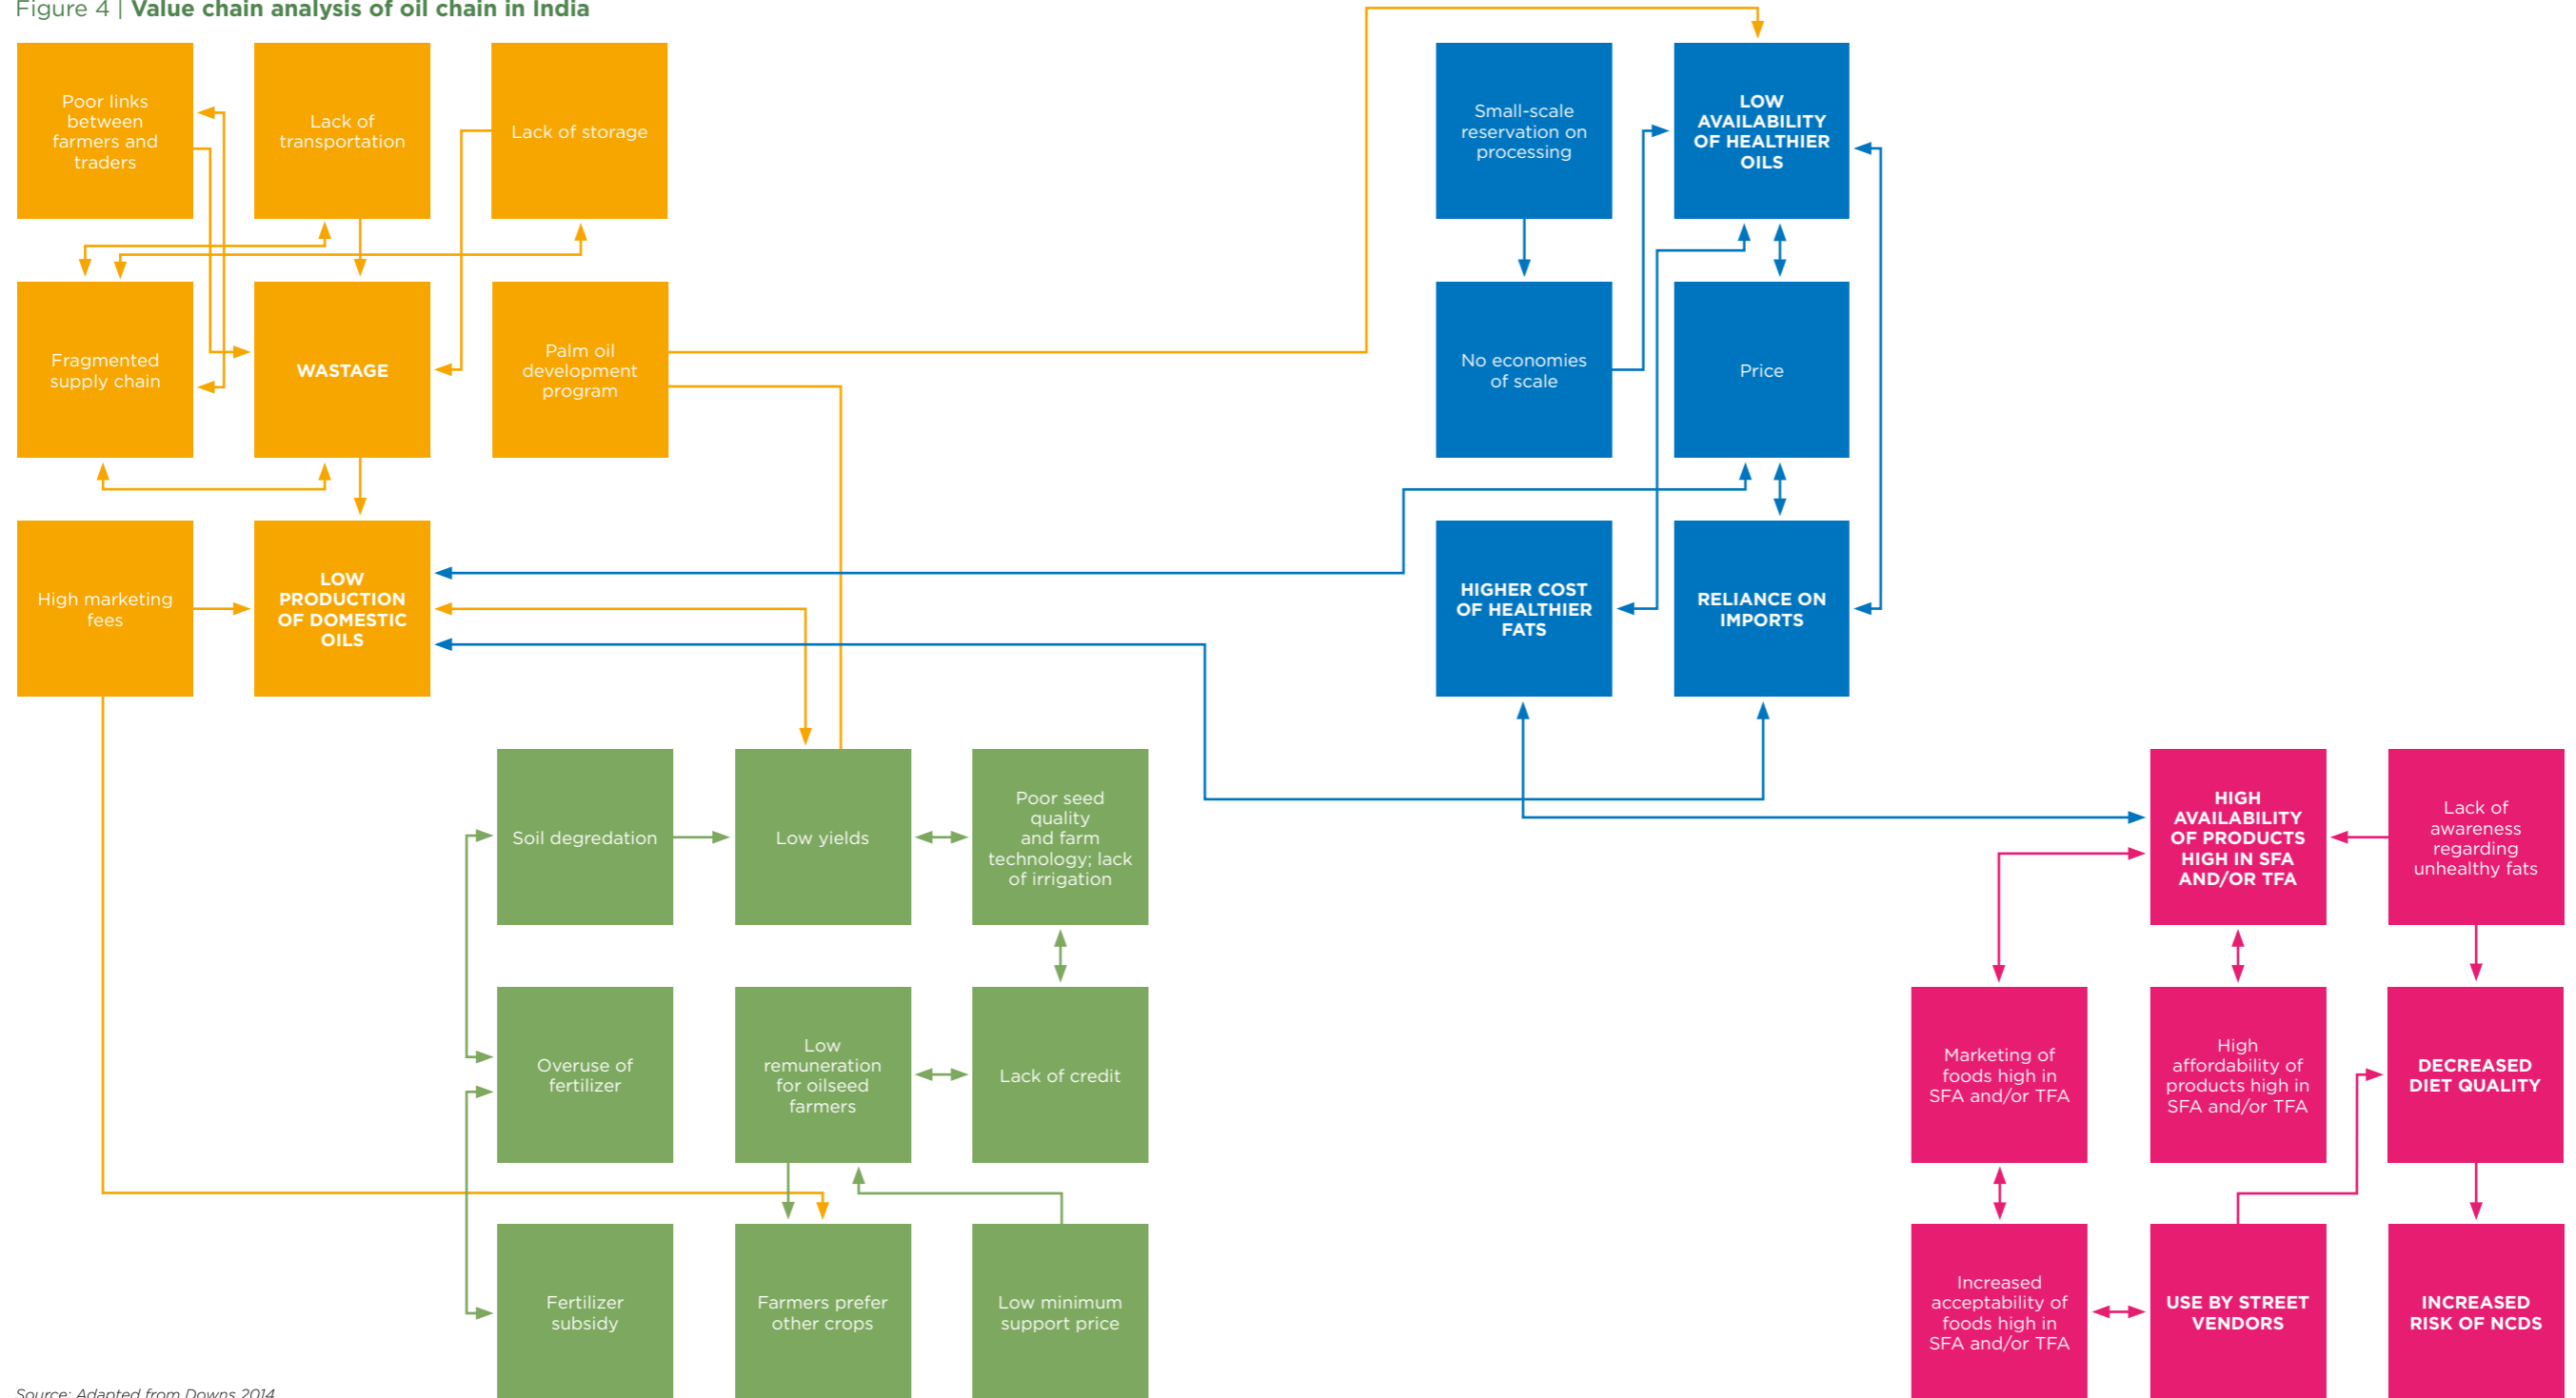 Figure 4 | Value chain analysis of oil chain in India
Poor links
between
farmers and
traders
Lack of
transportation
Lack of storage
Small-scale
reservation on
processing
LOW
AVAILABILITY
OF HEALTHIER
OILS
Fragmented
supply chain
WASTAGE
Palm oil
development
program
No economies
of scale
Price
High marketing
fees
LOW
PRODUCTION
OF DOMESTIC
OILS
HIGHER COST
OF HEALTHIER
FATS
RELIANCE ON
IMPORTS
Soil degredation
Low yields
Poor seed
quality
and farm
technology; lack
of irrigation
HIGH
AVAILABILITY
OF PRODUCTS
HIGH IN SFA
AND/OR TFA
Lack of
awareness
regarding
unhealthy fats
Overuse of
fertilizer
Low
remuneration
for oilseed
farmers
Lack of credit
Marketing of
foods high in
SFA and/or TFA
High
affordability of
products high in
SFA and/or TFA
DECREASED
DIET QUALITY
Fertilizer
subsidy
Farmers prefer
other crops
Low minimum
support price
Increased
acceptability of
foods high in
SFA and/or TFA
USE BY STREET
VENDORS
INCREASED
RISK OF NCDS
Source: Adapted from Downs 2014